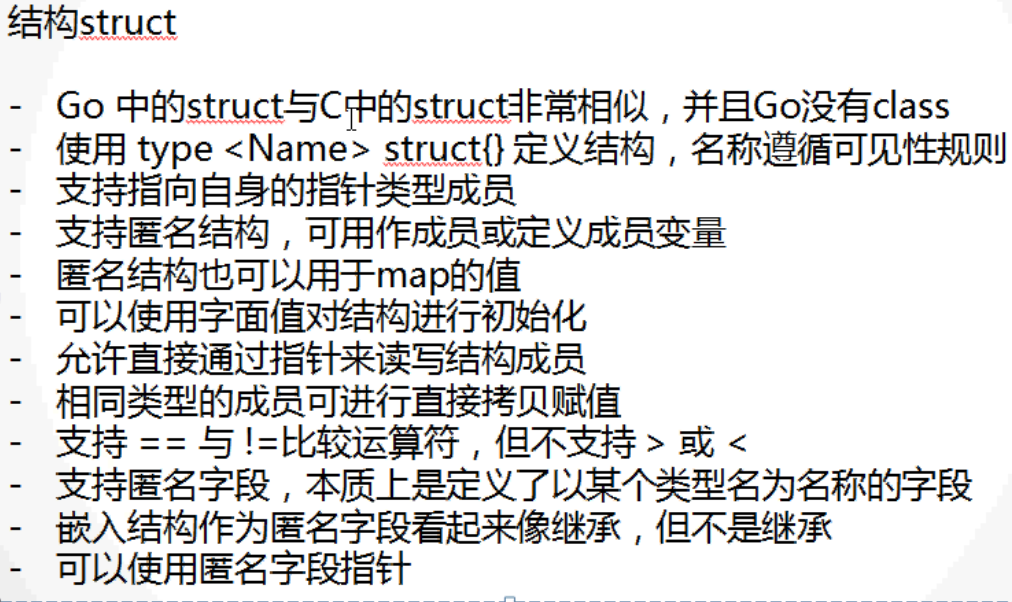 结构struct
- Go 中的struct与C中的struct非常相似，并且Go没有class
- 使用 type <Name> struct{} 定义结构，名称遵循可见性规则
- 支持指向自身的指针类型成员
- 支持匿名结构，可用作成员或定义成员变量
- 匿名结构也可以用于map的值
- 可以使用字面值对结构进行初始化
- 允许直接通过指针来读写结构成员
- 相同类型的成员可进行直接拷贝赋值
- 支持 == 与 !=比较运算符，但不支持 > 或 <
- 支持匿名字段，本质上是定义了以某个类型名为名称的字段
- 嵌入结构作为匿名字段看起来像继承，但不是继承
- 可以使用匿名字段指针